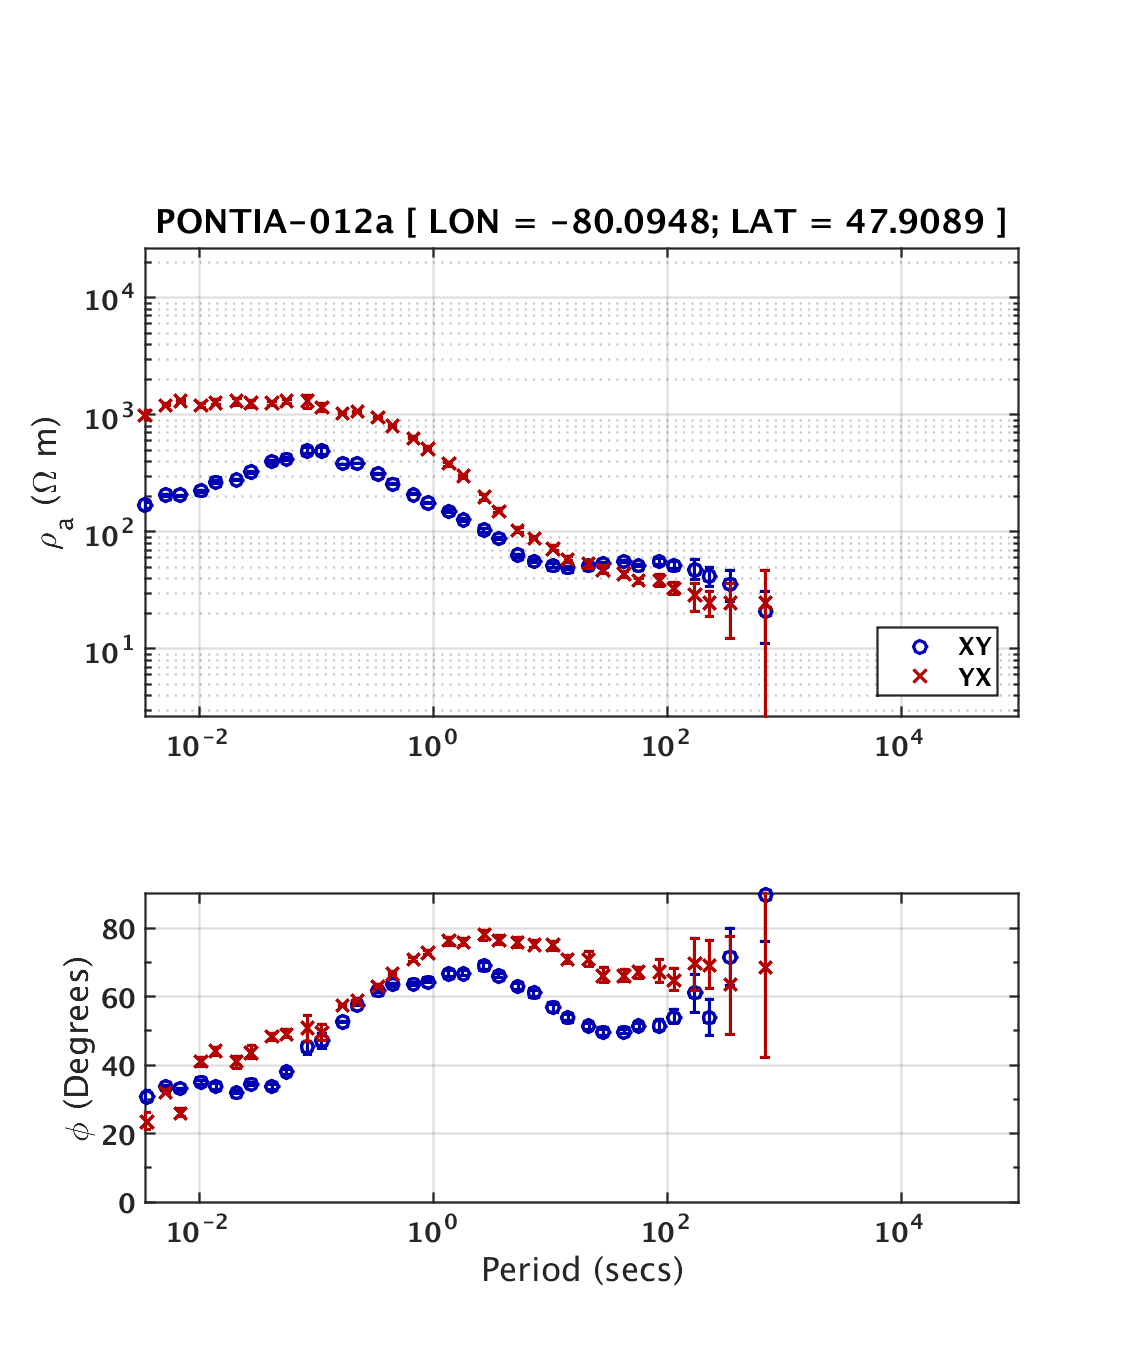 PONTIA-012a [ LON = -80.0948; LAT = 47.9089 ]
ρa (Ω m)
10^4
10^3
10^2
10^1
10^-2 10^0 10^2 10^4
XY
YX
φ (Degrees)
80
60
40
20
0
10^-2 10^0 10^2 10^4
Period (secs)